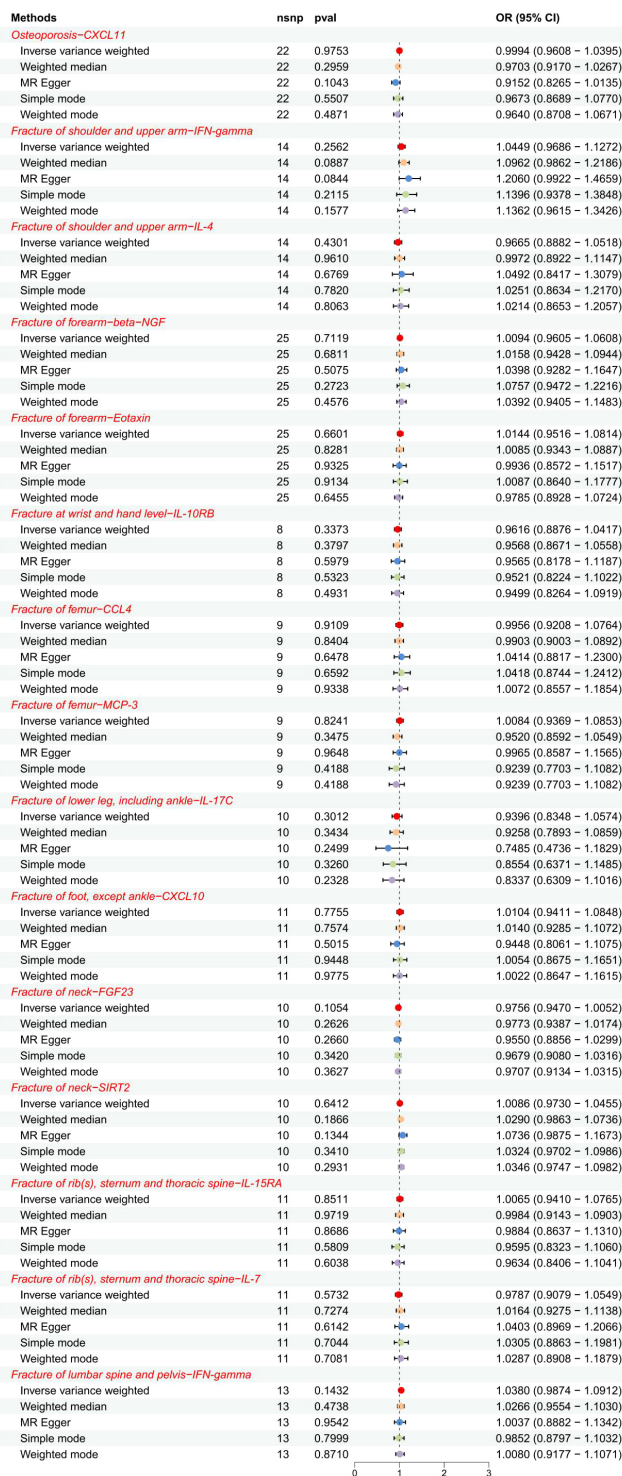 Methods nsnp pval OR (95% CI)
Osteoporosis−CXCL11
Inverse variance weighted 22 0.9753 0.9994 (0.9608 − 1.0395)
Weighted median 22 0.2959 0.9703 (0.9170 − 1.0267)
MR Egger 22 0.1043 0.9152 (0.8265 − 1.0135)
Simple mode 22 0.5507 0.9673 (0.8689 − 1.0770)
Weighted mode 22 0.4871 0.9640 (0.8708 − 1.0671)
Fracture of shoulder and upper arm−IFN-gamma
Inverse variance weighted 14 0.2562 1.0449 (0.9686 − 1.1272)
Weighted median 14 0.0887 1.0962 (0.9862 − 1.2186)
MR Egger 14 0.0844 1.2060 (0.9922 − 1.4659)
Simple mode 14 0.2115 1.1396 (0.9378 − 1.3848)
Weighted mode 14 0.1577 1.1362 (0.9615 − 1.3426)
Fracture of shoulder and upper arm−IL-4
Inverse variance weighted 14 0.4301 0.9665 (0.8882 − 1.0518)
Weighted median 14 0.9610 0.9972 (0.8922 − 1.1147)
MR Egger 14 0.6769 1.0492 (0.8417 − 1.3079)
Simple mode 14 0.7820 1.0251 (0.8634 − 1.2170)
Weighted mode 14 0.8063 1.0214 (0.8653 − 1.2057)
Fracture of forearm−beta-NGF
Inverse variance weighted 25 0.7119 1.0094 (0.9605 − 1.0608)
Weighted median 25 0.6811 1.0158 (0.9428 − 1.0944)
MR Egger 25 0.5075 1.0398 (0.9282 − 1.1647)
Simple mode 25 0.2723 1.0757 (0.9472 − 1.2216)
Weighted mode 25 0.4576 1.0392 (0.9405 − 1.1483)
Fracture of forearm−Eotaxin
Inverse variance weighted 25 0.6601 1.0144 (0.9516 − 1.0814)
Weighted median 25 0.8281 1.0085 (0.9343 − 1.0887)
MR Egger 25 0.9325 0.9936 (0.8572 − 1.1517)
Simple mode 25 0.9134 1.0087 (0.8640 − 1.1777)
Weighted mode 25 0.6455 0.9785 (0.8928 − 1.0724)
Fracture at wrist and hand level−IL-10RB
Inverse variance weighted 8 0.3373 0.9616 (0.8876 − 1.0417)
Weighted median 8 0.3797 0.9568 (0.8671 − 1.0558)
MR Egger 8 0.5979 0.9565 (0.8178 − 1.1187)
Simple mode 8 0.5323 0.9521 (0.8224 − 1.1022)
Weighted mode 8 0.4931 0.9499 (0.8264 − 1.0919)
Fracture of femur−CCL4
Inverse variance weighted 9 0.9109 0.9956 (0.9208 − 1.0764)
Weighted median 9 0.8404 0.9903 (0.9003 − 1.0892)
MR Egger 9 0.6478 1.0414 (0.8817 − 1.2300)
Simple mode 9 0.6592 1.0418 (0.8744 − 1.2412)
Weighted mode 9 0.9338 1.0072 (0.8557 − 1.1854)
Fracture of femur−MCP-3
Inverse variance weighted 9 0.8241 1.0084 (0.9369 − 1.0853)
Weighted median 9 0.3475 0.9520 (0.8592 − 1.0549)
MR Egger 9 0.9648 0.9965 (0.8587 − 1.1565)
Simple mode 9 0.4188 0.9239 (0.7703 − 1.1082)
Weighted mode 9 0.4188 0.9239 (0.7703 − 1.1082)
Fracture of lower leg, including ankle−IL-17C
Inverse variance weighted 10 0.3012 0.9396 (0.8348 − 1.0574)
Weighted median 10 0.3434 0.9258 (0.7893 − 1.0859)
MR Egger 10 0.2499 0.7485 (0.4736 − 1.1829)
Simple mode 10 0.3260 0.8554 (0.6371 − 1.1485)
Weighted mode 10 0.2328 0.8337 (0.6309 − 1.1016)
Fracture of foot, except ankle−CXCL10
Inverse variance weighted 11 0.7755 1.0104 (0.9411 − 1.0848)
Weighted median 11 0.7574 1.0140 (0.9285 − 1.1072)
MR Egger 11 0.5015 0.9448 (0.8061 − 1.1075)
Simple mode 11 0.9448 1.0054 (0.8675 − 1.1651)
Weighted mode 11 0.9775 1.0022 (0.8647 − 1.1615)
Fracture of neck−FGF23
Inverse variance weighted 10 0.1054 0.9756 (0.9470 − 1.0052)
Weighted median 10 0.2626 0.9773 (0.9387 − 1.0174)
MR Egger 10 0.2660 0.9550 (0.8856 − 1.0299)
Simple mode 10 0.3420 0.9679 (0.9080 − 1.0316)
Weighted mode 10 0.3627 0.9707 (0.9134 − 1.0315)
Fracture of neck−SIRT2
Inverse variance weighted 10 0.6412 1.0086 (0.9730 − 1.0455)
Weighted median 10 0.1866 1.0290 (0.9863 − 1.0736)
MR Egger 10 0.1344 1.0736 (0.9875 − 1.1673)
Simple mode 10 0.3410 1.0324 (0.9702 − 1.0986)
Weighted mode 10 0.2931 1.0346 (0.9747 − 1.0982)
Fracture of rib(s), sternum and thoracic spine−IL-15RA
Inverse variance weighted 11 0.8511 1.0065 (0.9410 − 1.0765)
Weighted median 11 0.9719 0.9984 (0.9143 − 1.0903)
MR Egger 11 0.8686 0.9884 (0.8637 − 1.1310)
Simple mode 11 0.5809 0.9595 (0.8323 − 1.1060)
Weighted mode 11 0.6038 0.9634 (0.8406 − 1.1041)
Fracture of rib(s), sternum and thoracic spine−IL-7
Inverse variance weighted 11 0.5732 0.9787 (0.9079 − 1.0549)
Weighted median 11 0.7274 1.0164 (0.9275 − 1.1138)
MR Egger 11 0.6142 1.0403 (0.8969 − 1.2066)
Simple mode 11 0.7044 1.0305 (0.8863 − 1.1981)
Weighted mode 11 0.7081 1.0287 (0.8908 − 1.1879)
Fracture of lumbar spine and pelvis−IFN-gamma
Inverse variance weighted 13 0.1432 1.0380 (0.9874 − 1.0912)
Weighted median 13 0.4738 1.0266 (0.9554 − 1.1030)
MR Egger 13 0.9542 1.0037 (0.8882 − 1.1342)
Simple mode 13 0.7999 0.9852 (0.8797 − 1.1032)
Weighted mode 13 0.8710 1.0080 (0.9177 − 1.1071)
0 1 2 3